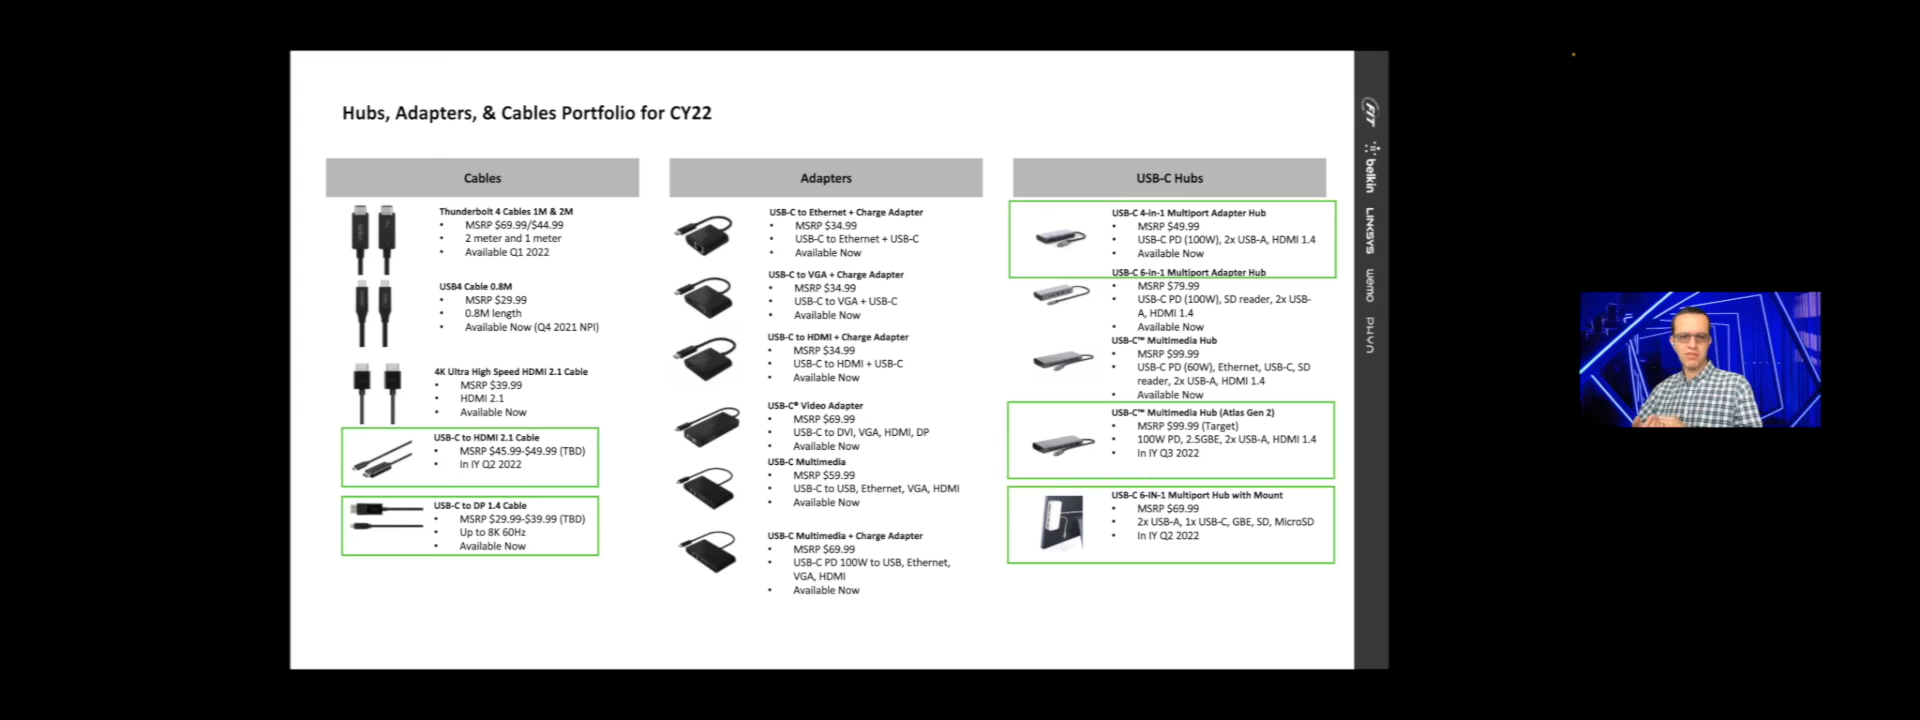 Hubs, Adapters, & Cables Portfolio for CY22
Cables
Thunderbolt 4 Cables 1M & 2M
• MSRP $69.99/$44.99
• 2 meter and 1 meter
• Available Q1 2022
USB4 Cable 0.8M
• MSRP $29.99
• 0.8M length
• Available Now (Q4 2021 NPI)
4K Ultra High Speed HDMI 2.1 Cable
• MSRP $39.99
• HDMI 2.1
• Available Now
USB-C to HDMI 2.1 Cable
• MSRP $45.99-$49.99 (TBD)
• In IY Q2 2022
USB-C to DP 1.4 Cable
• MSRP $29.99-$39.99 (TBD)
• Up to 8K 60Hz
• Available Now
Adapters
USB-C to Ethernet + Charge Adapter
• MSRP $34.99
• USB-C to Ethernet + USB-C
• Available Now
USB-C to VGA + Charge Adapter
• MSRP $34.99
• USB-C to VGA + USB-C
• Available Now
USB-C to HDMI + Charge Adapter
• MSRP $34.99
• USB-C to HDMI + USB-C
• Available Now
USB-C® Video Adapter
• MSRP $69.99
• USB-C to DVI, VGA, HDMI, DP
• Available Now
USB-C Multimedia
• MSRP $59.99
• USB-C to USB, Ethernet, VGA, HDMI
• Available Now
USB-C Multimedia + Charge Adapter
• MSRP $69.99
• USB-C PD 100W to USB, Ethernet,
VGA, HDMI
• Available Now
USB-C Hubs
USB-C 4-in-1 Multiport Adapter Hub
• MSRP $49.99
• USB-C PD (100W), 2x USB-A, HDMI 1.4
• Available Now
USB-C 6-in-1 Multiport Adapter Hub
• MSRP $79.99
• USB-C PD (100W), SD reader, 2x USB-
A, HDMI 1.4
• Available Now
USB-C™ Multimedia Hub
• MSRP $99.99
• USB-C PD (60W), Ethernet, USB-C, SD
reader, 2x USB-A, HDMI 1.4
• Available Now
USB-C™ Multimedia Hub (Atlas Gen 2)
• MSRP $99.99 (Target)
• 100W PD, 2.5GBE, 2x USB-A, HDMI 1.4
• In IY Q3 2022
USB-C 6-IN-1 Multiport Hub with Mount
• MSRP $69.99
• 2x USB-A, 1x USB-C, GBE, SD, MicroSD
• In IY Q2 2022
FIT
belkin
LINKSYS
wemo
PHYN